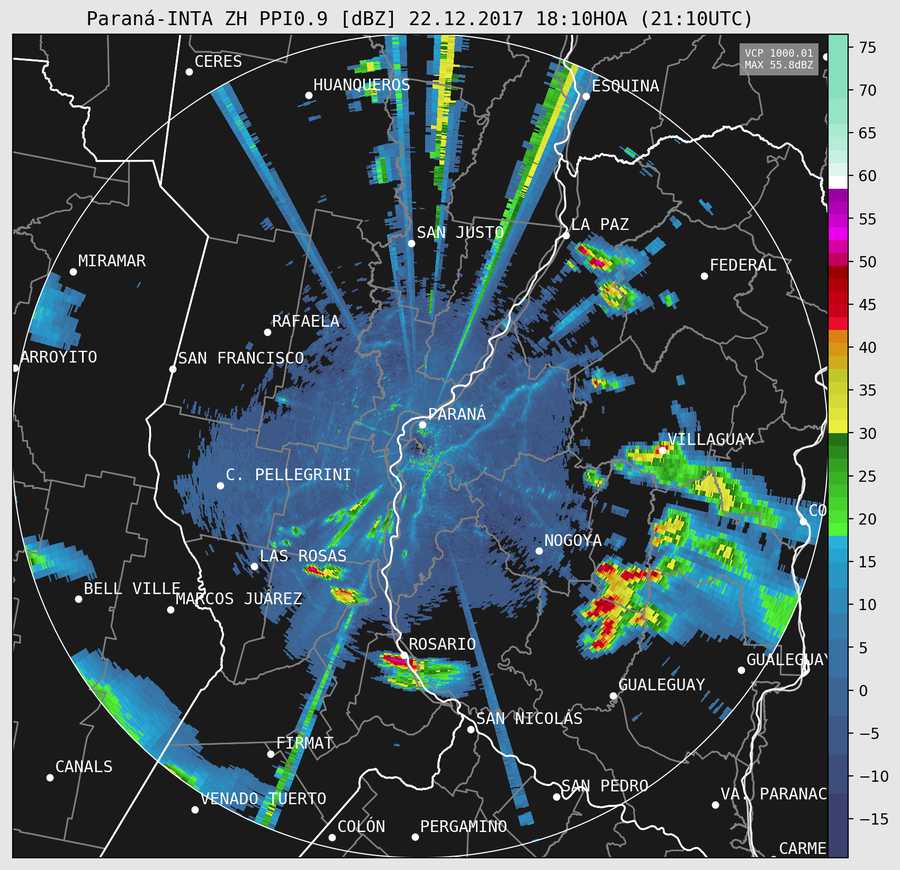 Paraná-INTA ZH PPI0.9 [dBZ] 22.12.2017 18:10HOA (21:10UTC)
VCP 1000.01
MAX 55.8dBZ
CERES
HUANQUEROS
ESQUINA
SAN JUSTO
LA PAZ
MIRAMAR
FEDERAL
RAFAELA
ARROYITO
SAN FRANCISCO
PARANÁ
VILLAGUAY
C. PELLEGRINI
CO
NOGOYA
LAS ROSAS
BELL VILLE
MARCOS JUÁREZ
ROSARIO
GUALEGUAY
GUALEGUAY
SAN NICOLÁS
FIRMAT
CANALS
SAN PEDRO
VENADO TUERTO
VA. PARANAC
COLÓN
PERGAMINO
CARME
75
70
65
60
55
50
45
40
35
30
25
20
15
10
5
0
−5
−10
−15